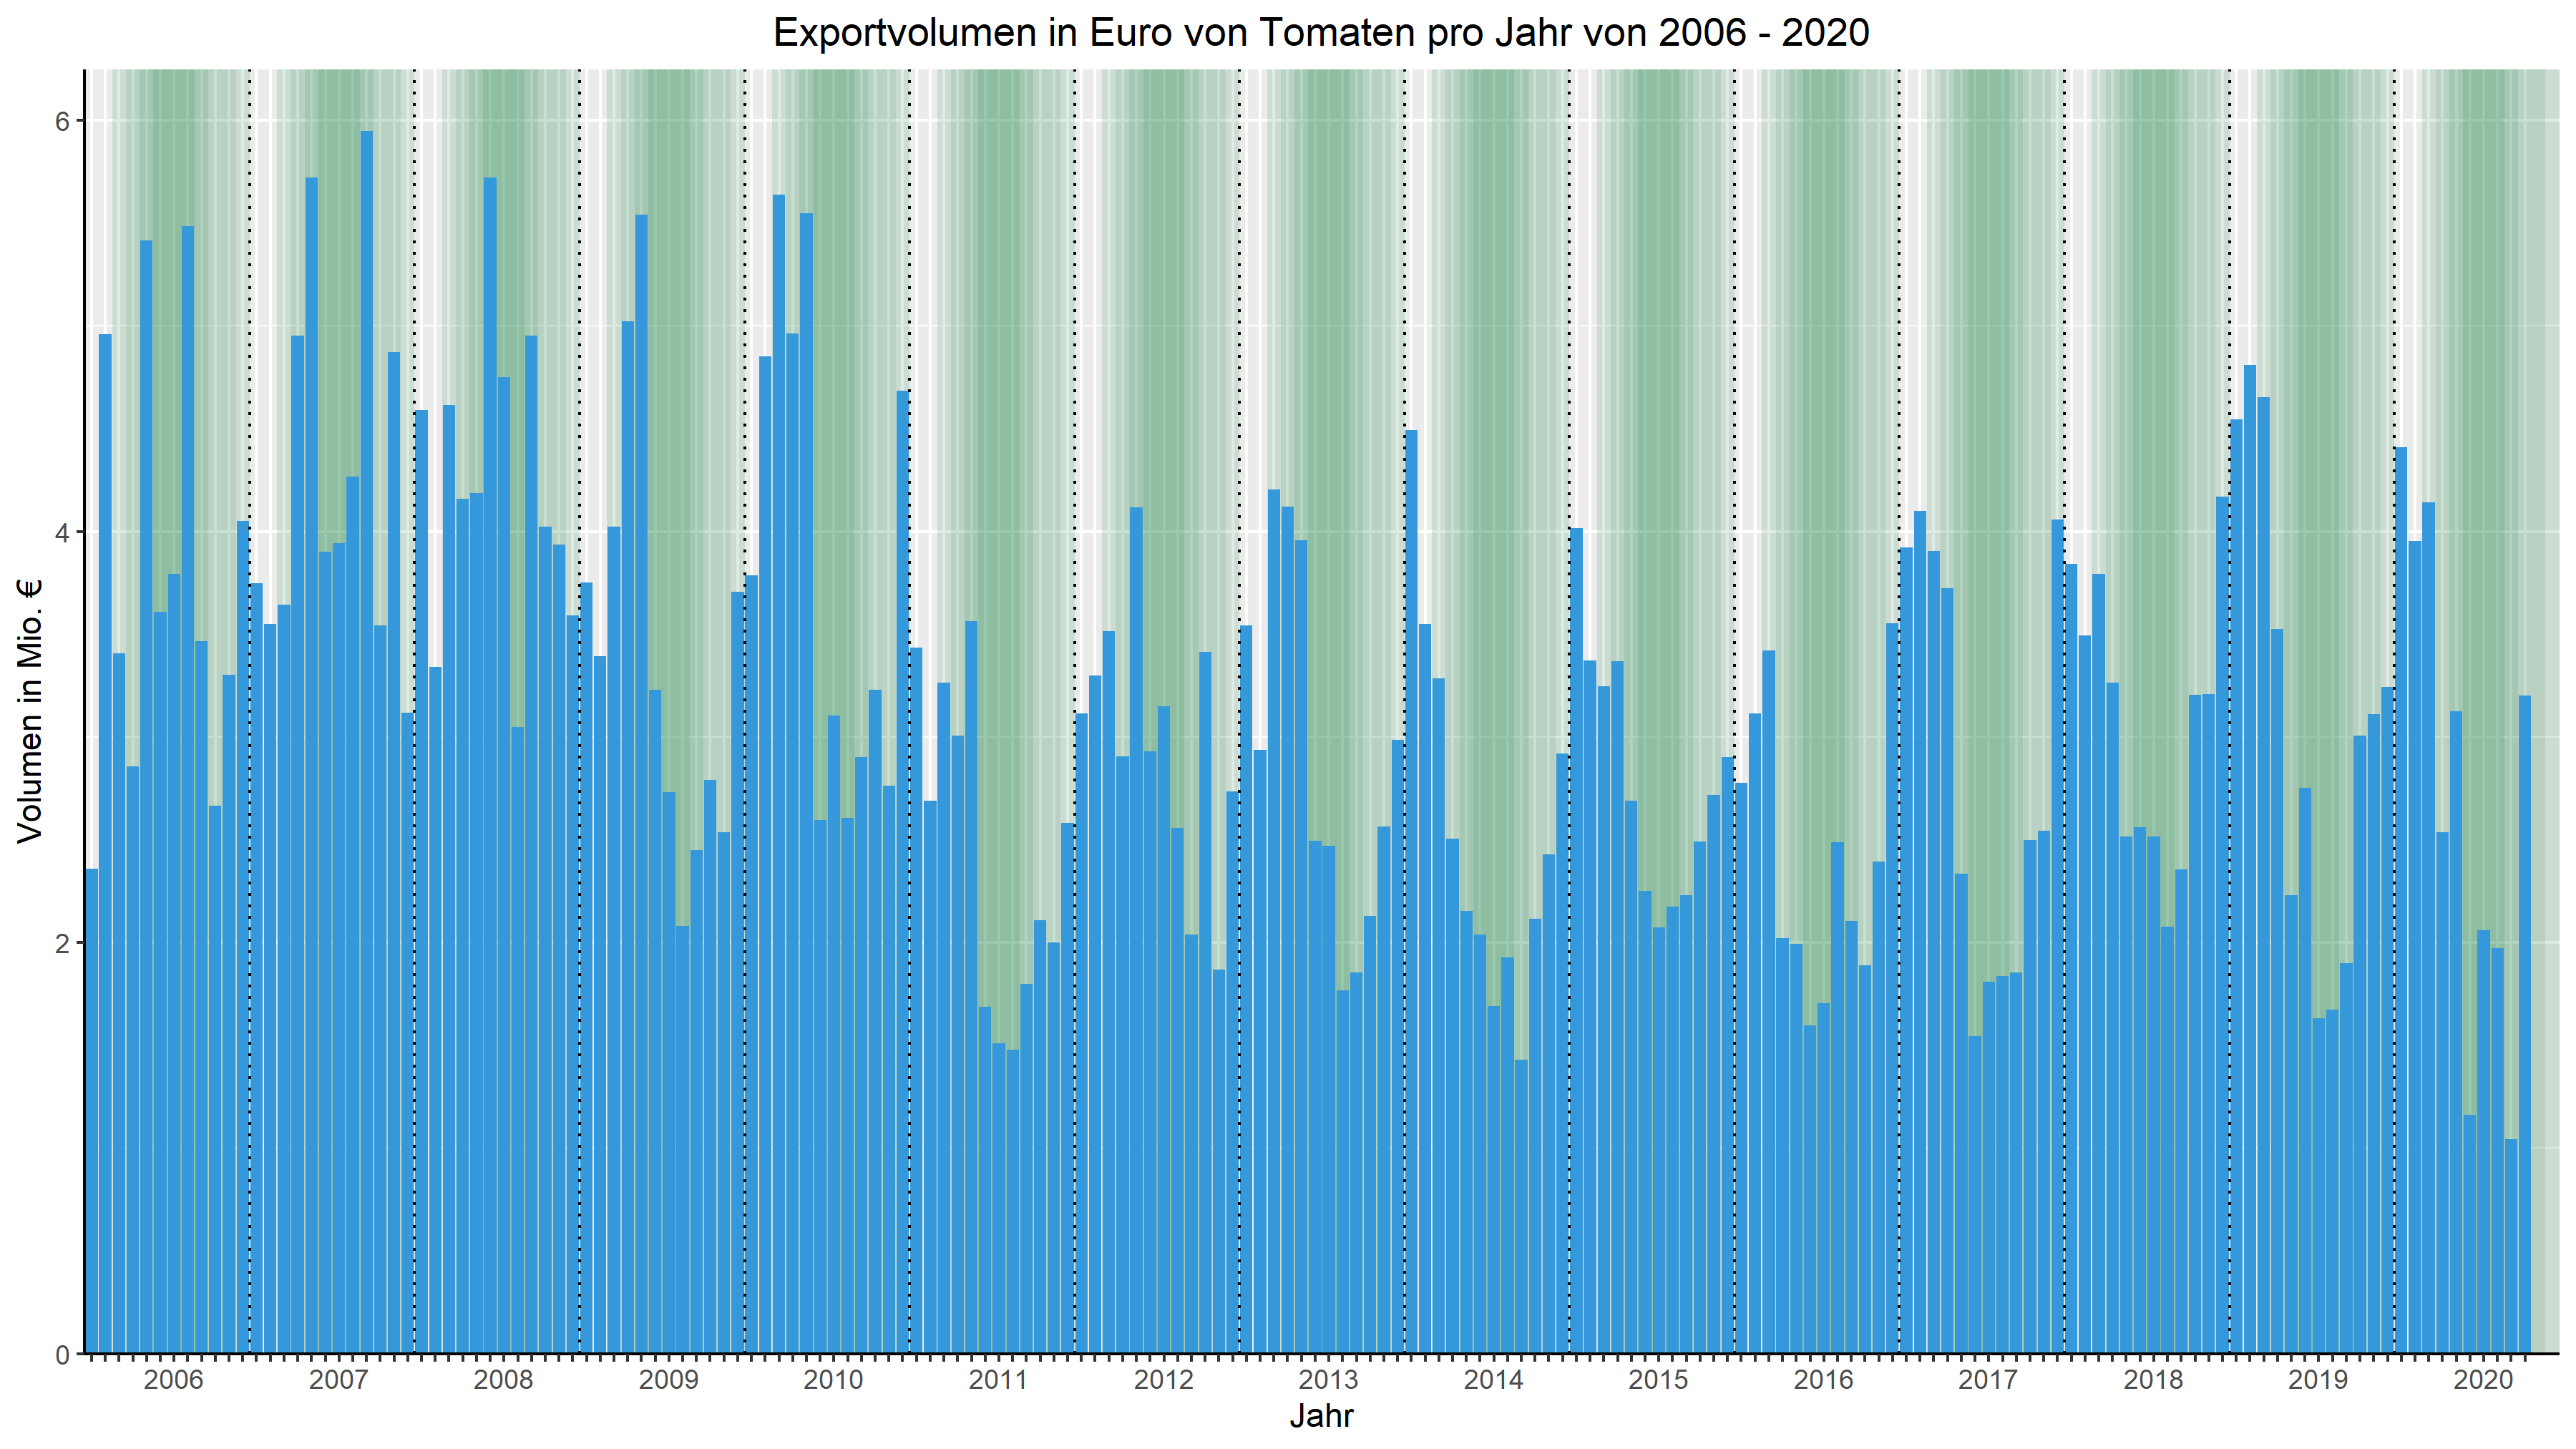 Exportvolumen in Euro von Tomaten pro Jahr von 2006 - 2020
Volumen in Mio. €
6
4
2
0
2006 2007 2008 2009 2010 2011 2012 2013 2014 2015 2016 2017 2018 2019 2020
Jahr